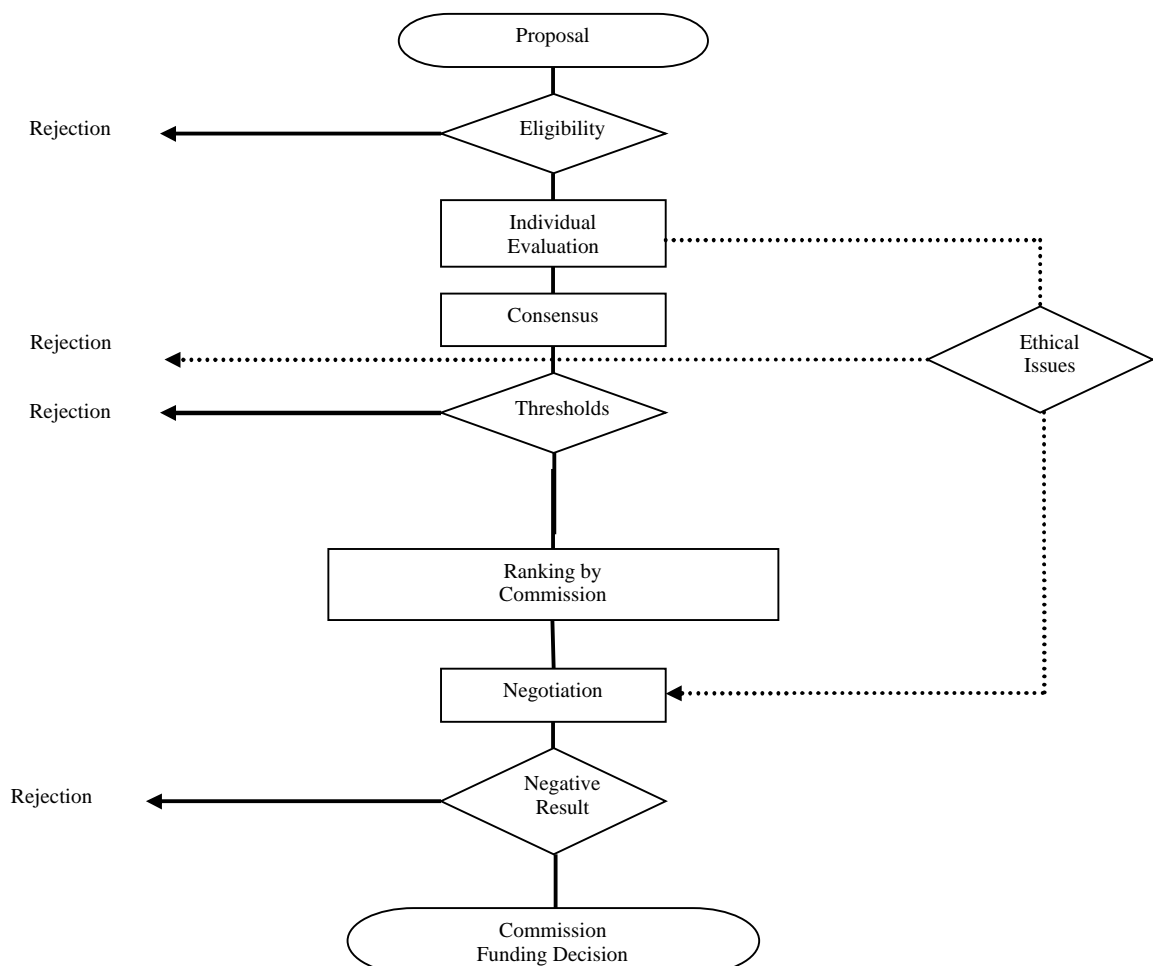 Proposal
Rejection
Eligibility
Individual
Evaluation
Consensus
Rejection
Ethical
Issues
Rejection
Thresholds
Ranking by
Commission
Negotiation
Rejection
Negative
Result
Commission
Funding Decision